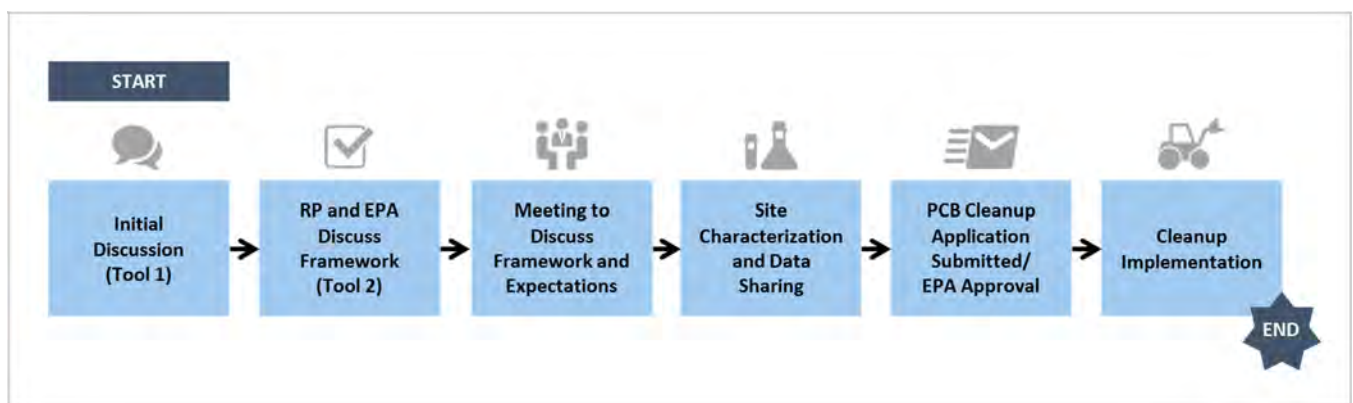 START
Initial
Discussion
(Tool 1)
RP and EPA
Discuss
Framework
(Tool 2)
Meeting to
Discuss
Framework and
Expectations
Site
Characterization
and Data
Sharing
PCB Cleanup
Application
Submitted/
EPA Approval
Cleanup
Implementation
END